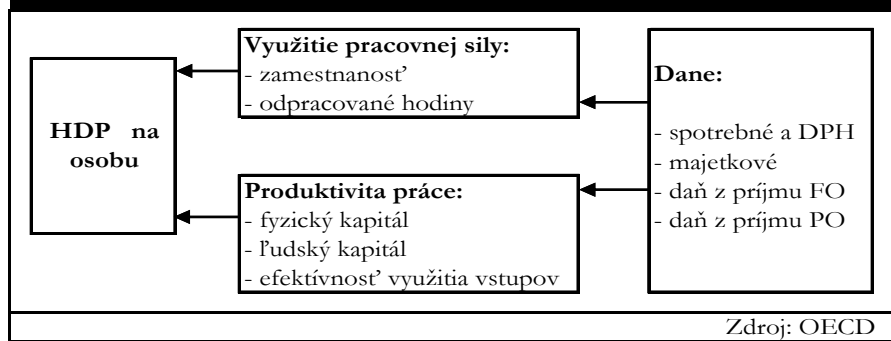 HDP na
osobu
Využitie pracovnej sily:
- zamestnanosť
- odpracované hodiny
Produktivita práce:
- fyzický kapitál
- ľudský kapitál
- efektívnosť využitia vstupov
Dane:
- spotrebné a DPH
- majetkové
- daň z príjmu FO
- daň z príjmu PO
Zdroj: OECD